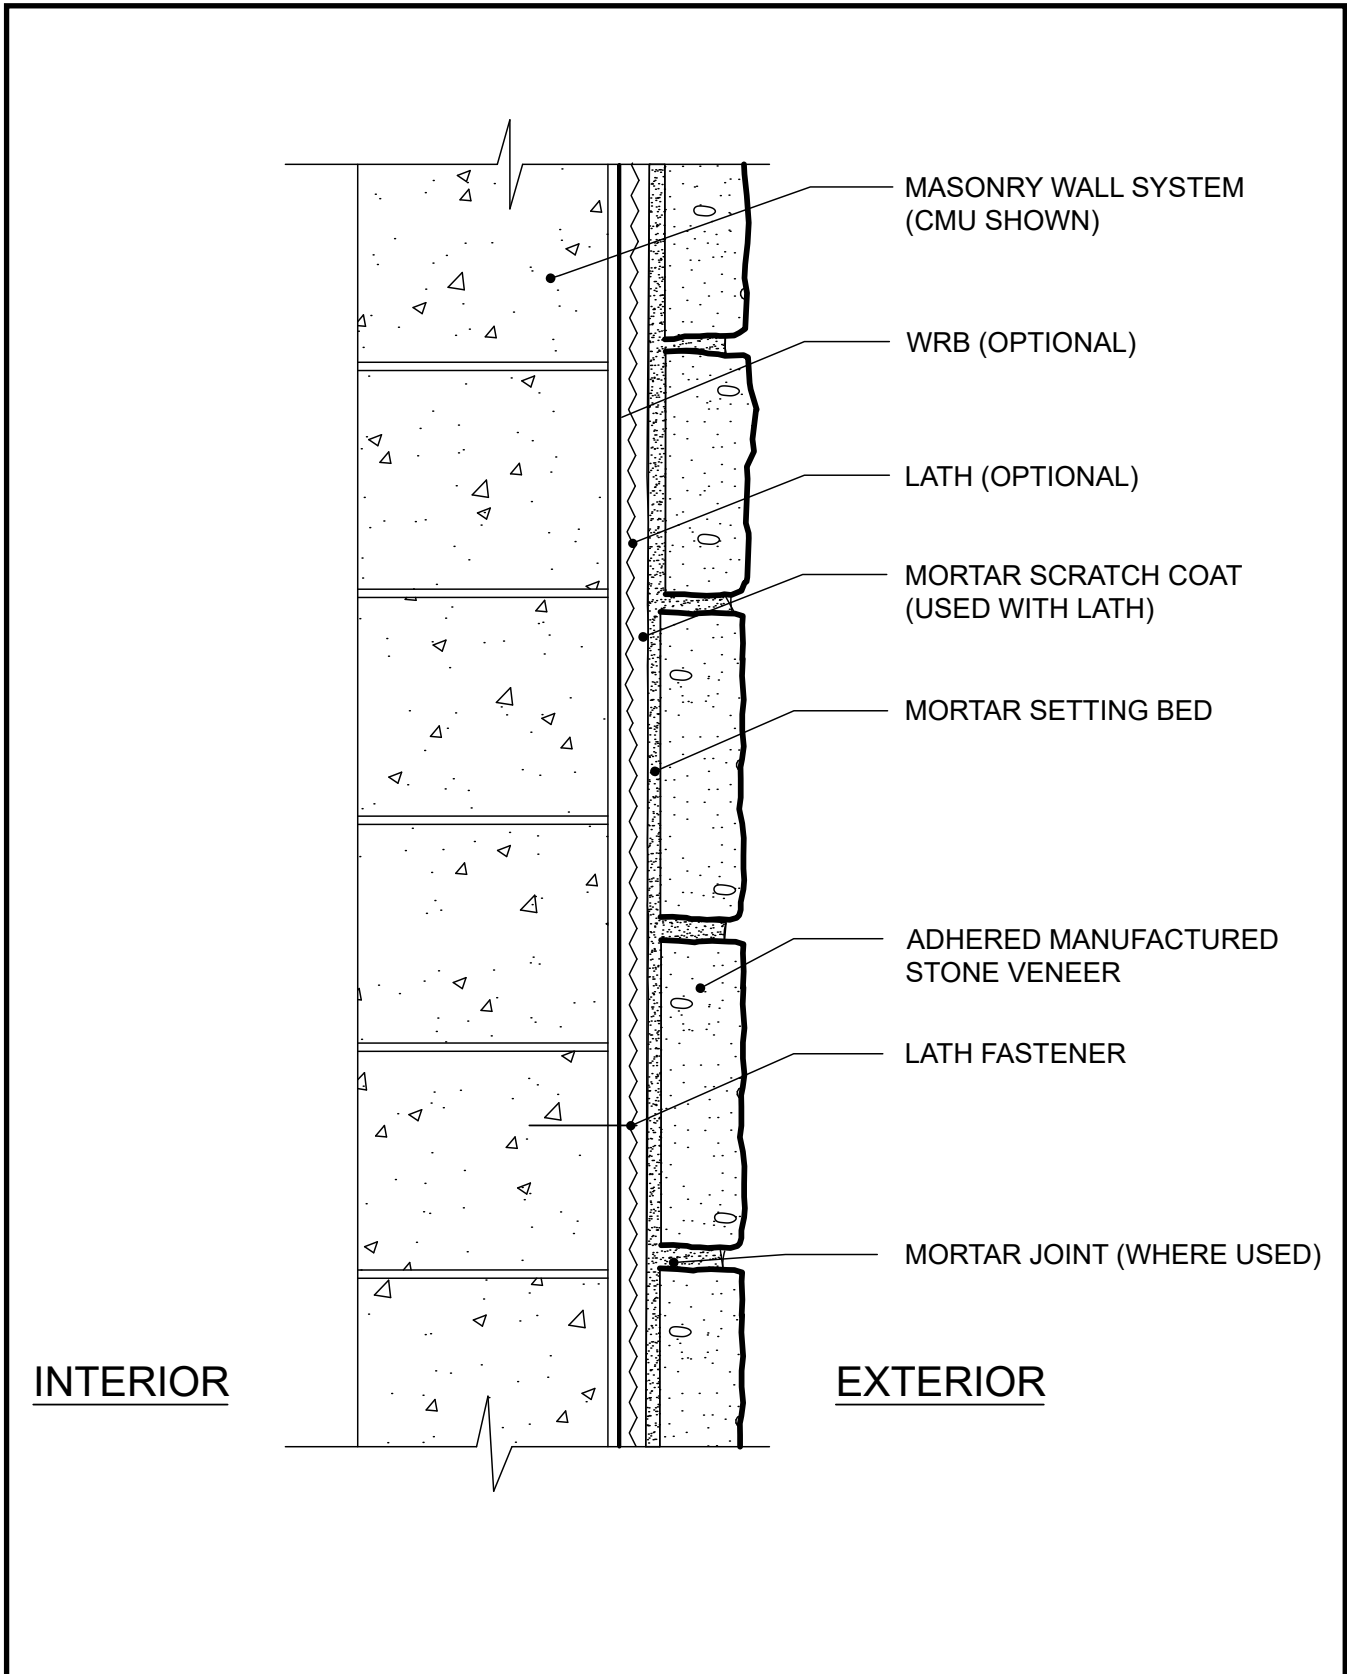 MASONRY WALL SYSTEM
(CMU SHOWN)
WRB (OPTIONAL)
LATH (OPTIONAL)
MORTAR SCRATCH COAT
(USED WITH LATH)
MORTAR SETTING BED
ADHERED MANUFACTURED
STONE VENEER
LATH FASTENER
MORTAR JOINT (WHERE USED)
INTERIOR
EXTERIOR